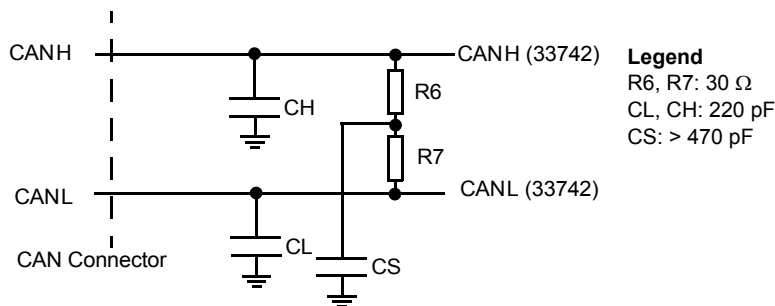 CANH
CANH (33742)
R6
CH
R7
CANL
CANL (33742)
CL
CS
CAN Connector
Legend
R6, R7: 30 Ω
CL, CH: 220 pF
CS: > 470 pF